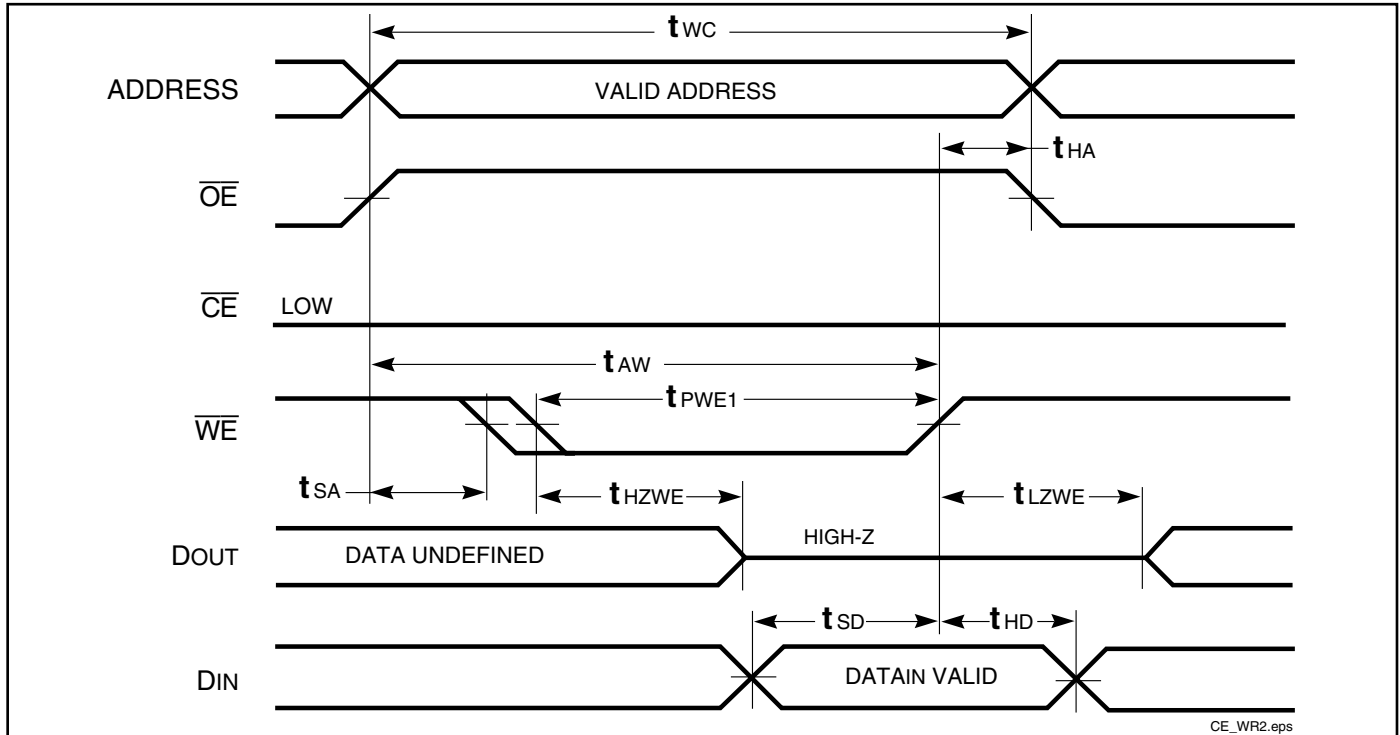 tWC
ADDRESS
VALID ADDRESS
tHA
OE
CE
LOW
tAW
tPWE1
WE
tSA
tHZWE
tLZWE
DOUT
DATA UNDEFINED
HIGH-Z
tSD
tHD
DIN
DATAIN VALID
CE_WR2.eps